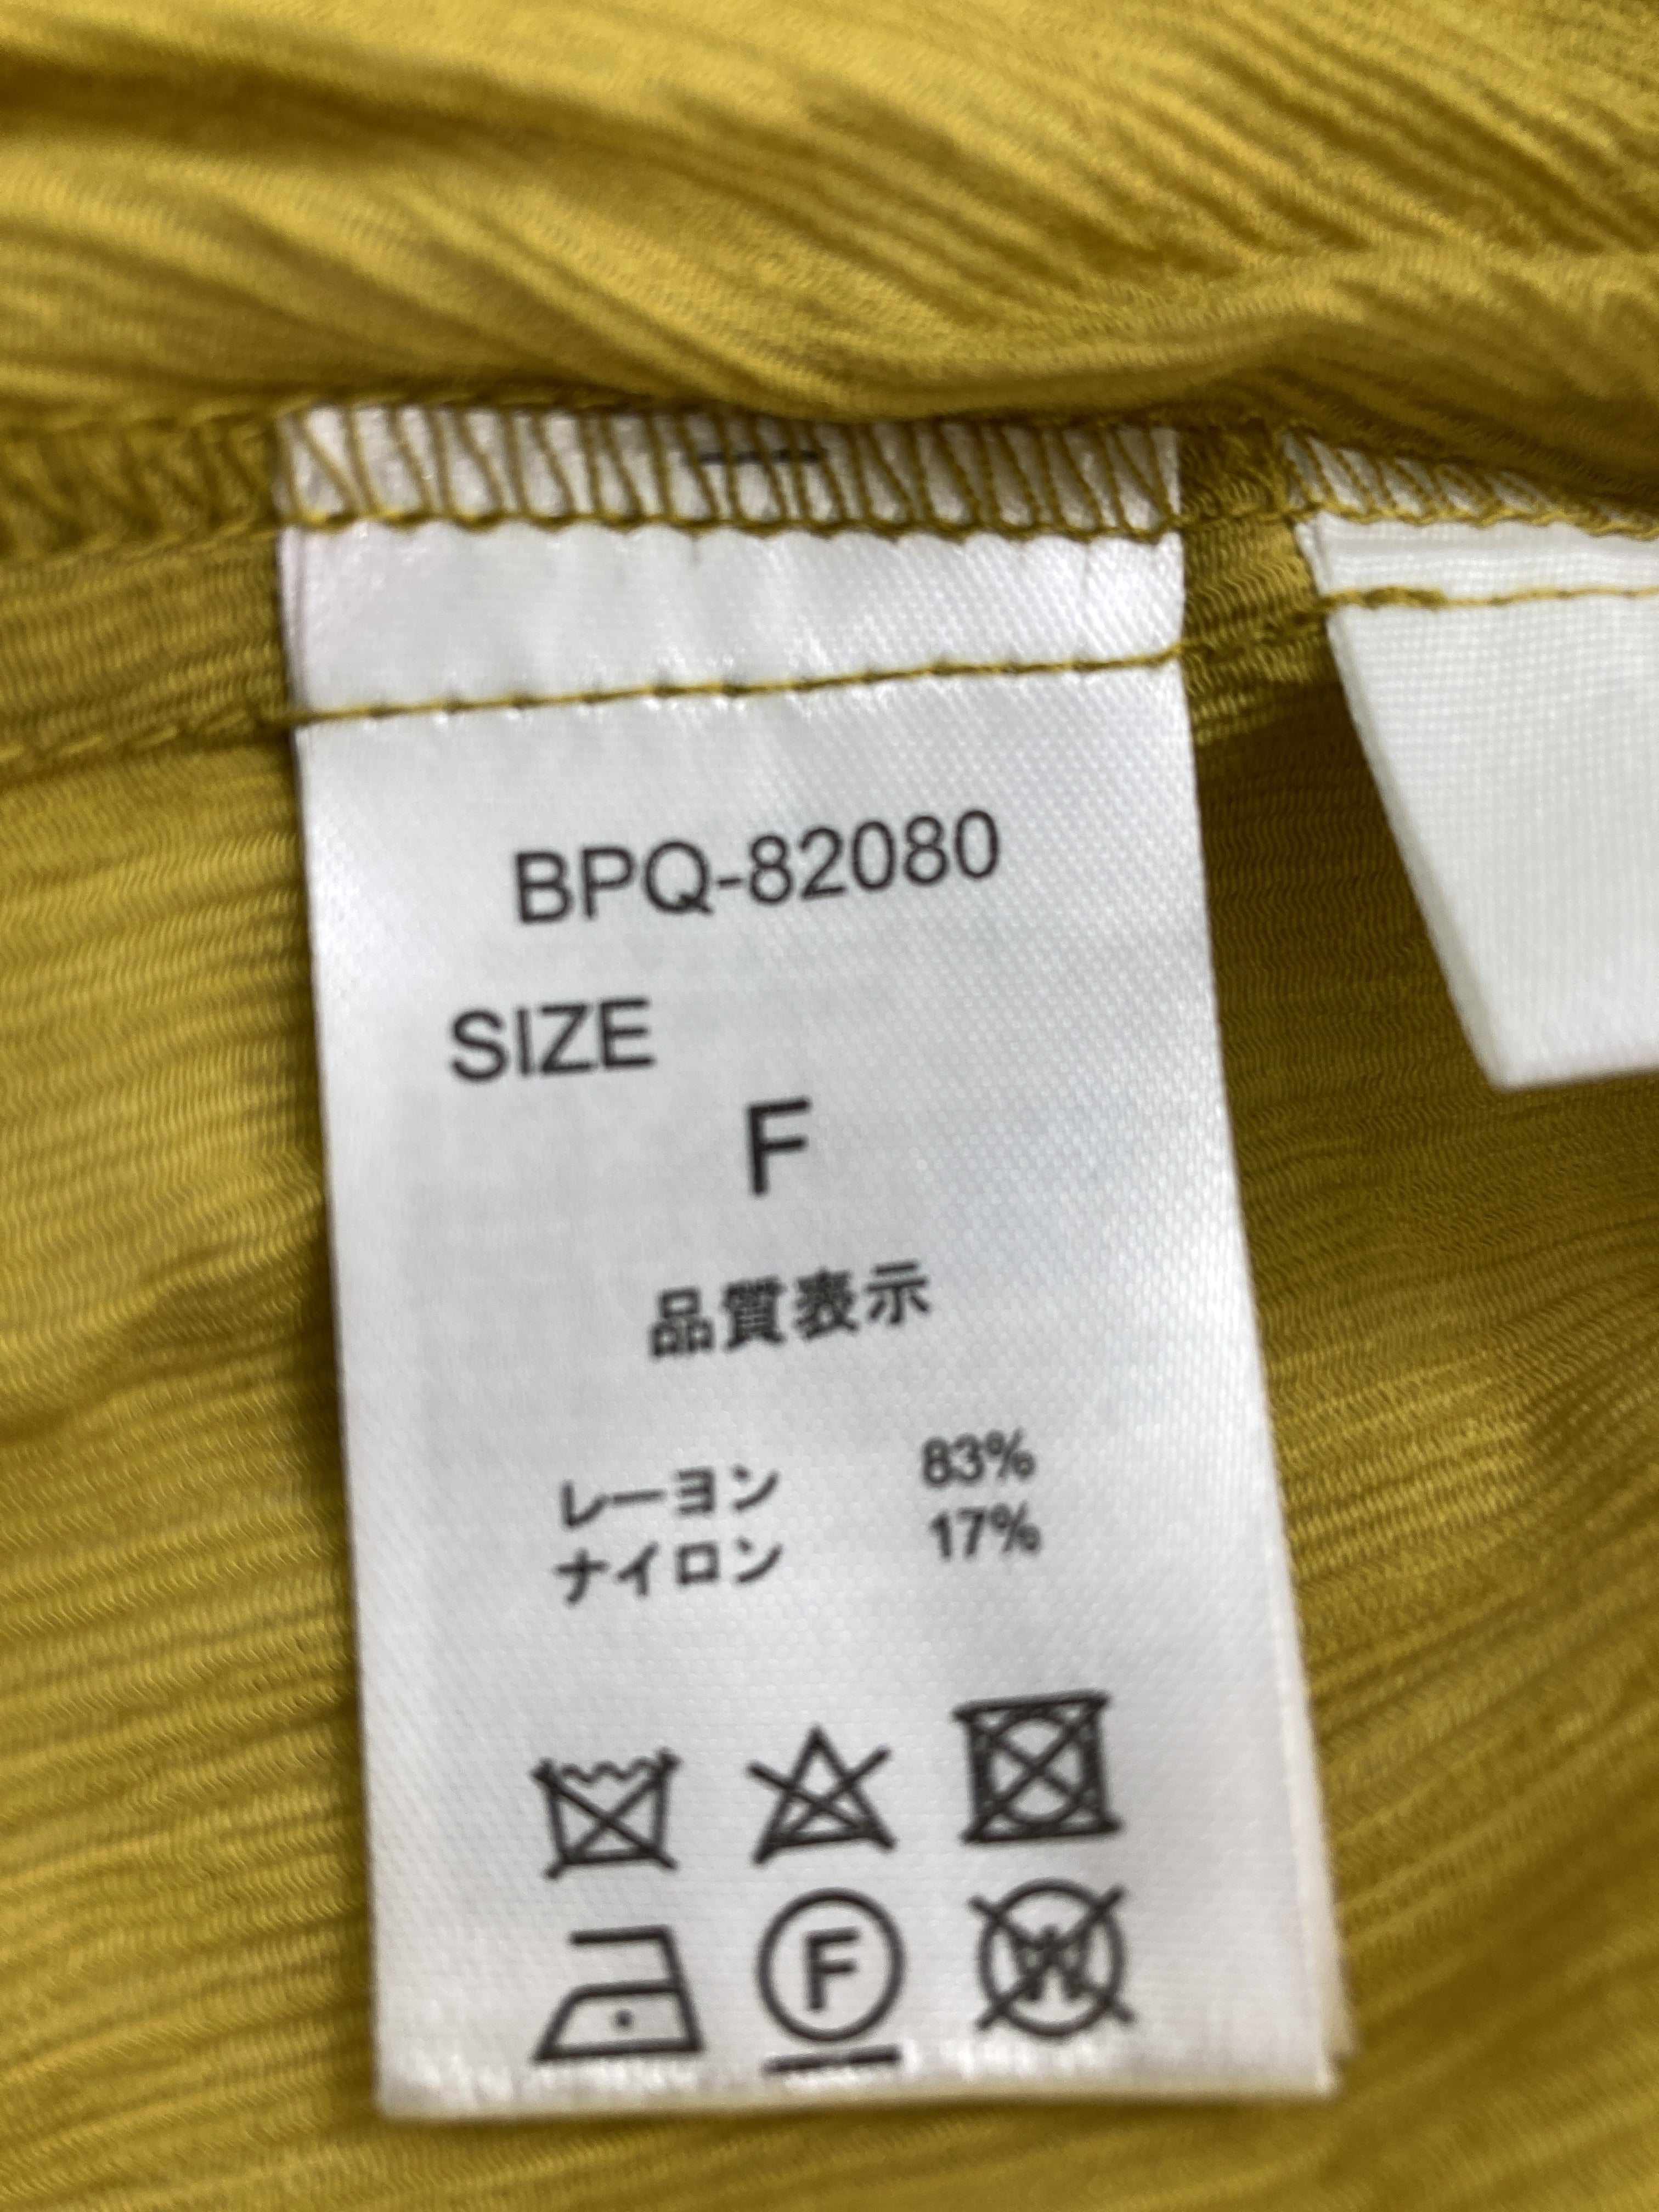 BPQ-82080
SIZE
F
品質表示
レーヨン 83%
ナイロン 17%
F W